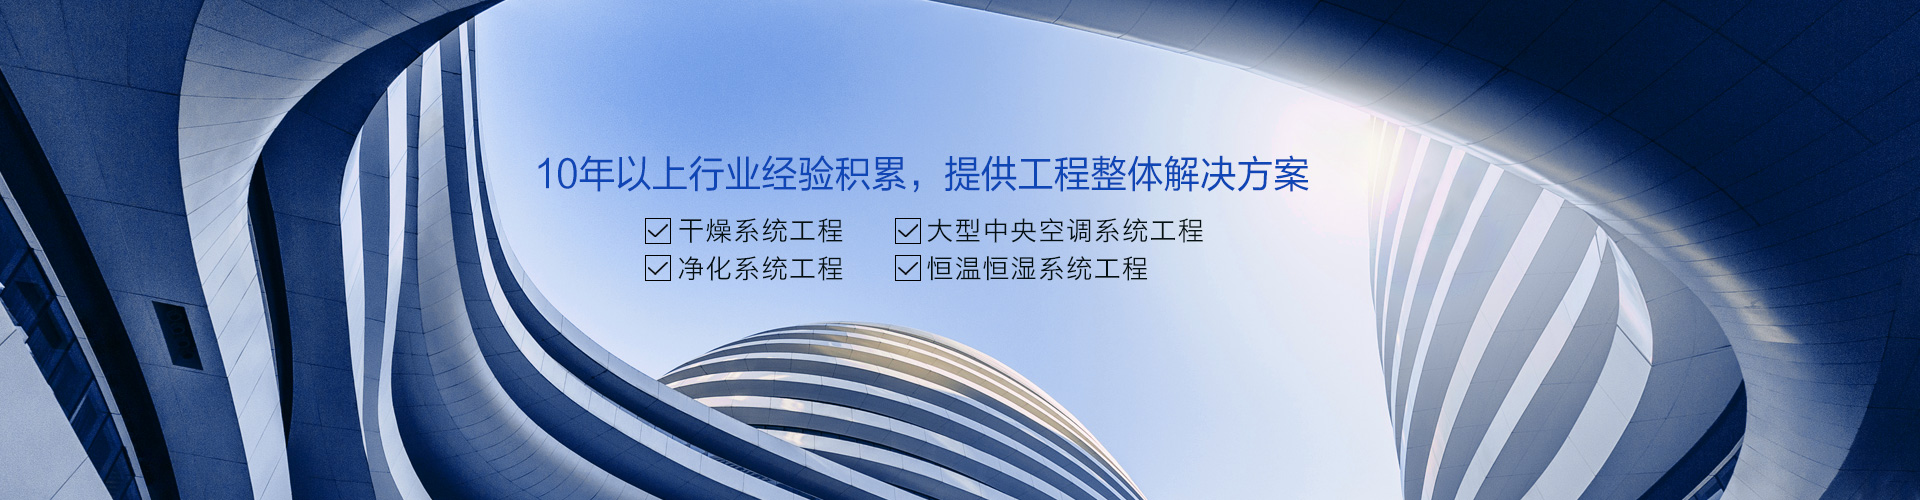 10年以上行业经验积累，提供工程整体解决方案
干燥系统工程 大型中央空调系统工程
净化系统工程 恒温恒湿系统工程